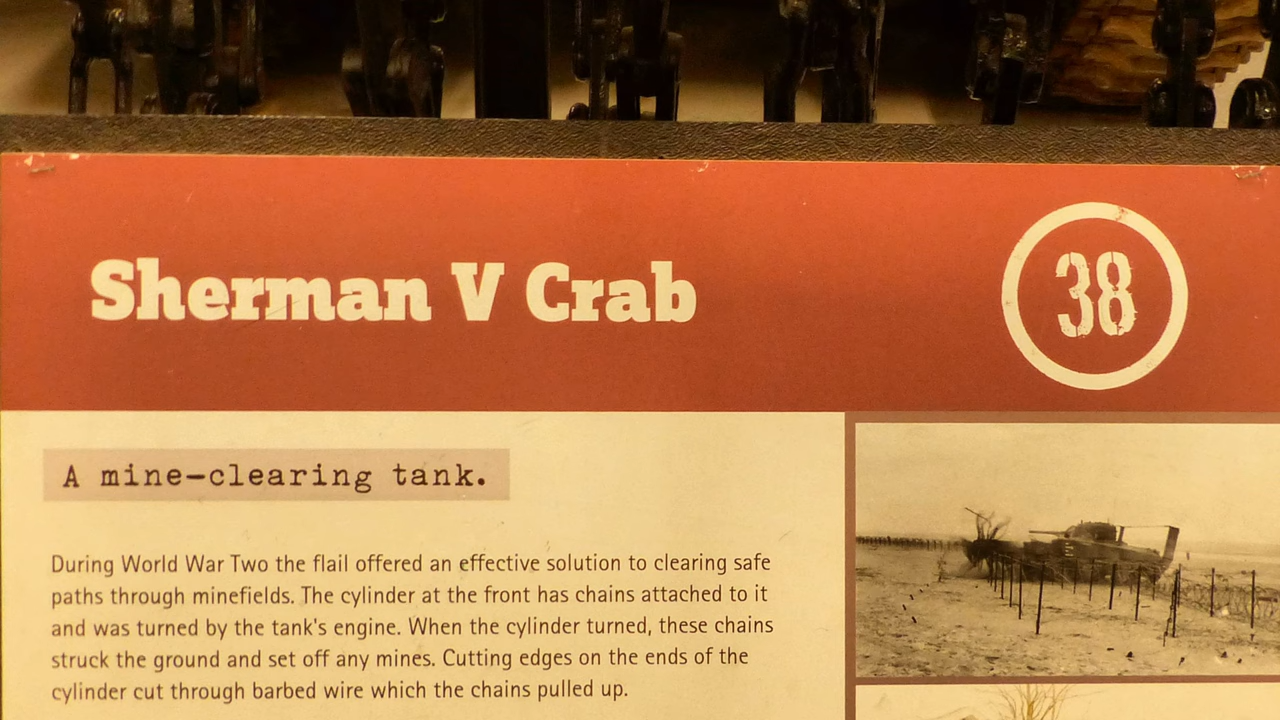 Sherman V Crab
38
A mine-clearing tank.
During World War Two the flail offered an effective solution to clearing safe
paths through minefields. The cylinder at the front has chains attached to it
and was turned by the tank's engine. When the cylinder turned, these chains
struck the ground and set off any mines. Cutting edges on the ends of the
cylinder cut through barbed wire which the chains pulled up.